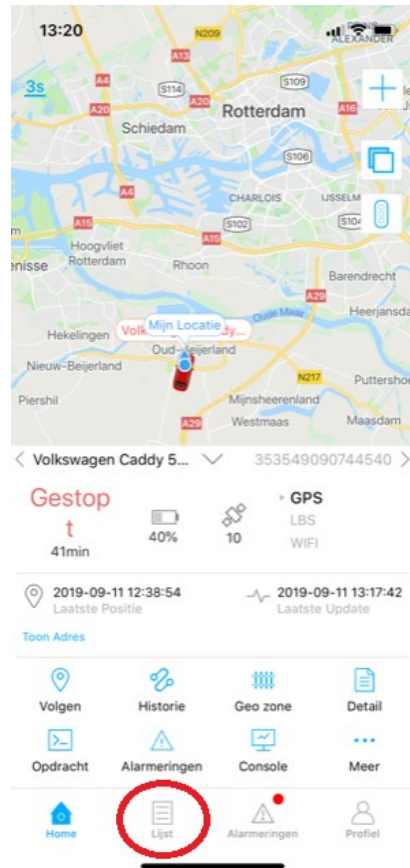 13:20
N209
PRINS
ALEXANDER
A13
3s
A4
S114
S109
A20
A20
Rotterdam
A16
Schiedam
S106
A4
CHARLOIS
IJSSELM
A15
S102
S104
Hoogvliet
A15
enisse
Rotterdam
Rhoon
Barendrecht
A29
Oude Maas
Heerjansda
Hekelingen
Mijn Locatie
Oud-Beijerland
Nieuw-Beijerland
N217
Puttersho
Piershil
Mijnsheerenland
A29
Westmaas
Maasdam
Volkswagen Caddy 5...
353549090744540
Gestop
t
41min
40%
10
GPS
LBS
WIFI
2019-09-11 12:38:54
Laatste Positie
2019-09-11 13:17:42
Laatste Update
Toon Adres
Volgen
Historie
Geo zone
Detail
Opdracht
Alarmeringen
Console
Meer
Home
Lijst
Alarmeringen
Profiel